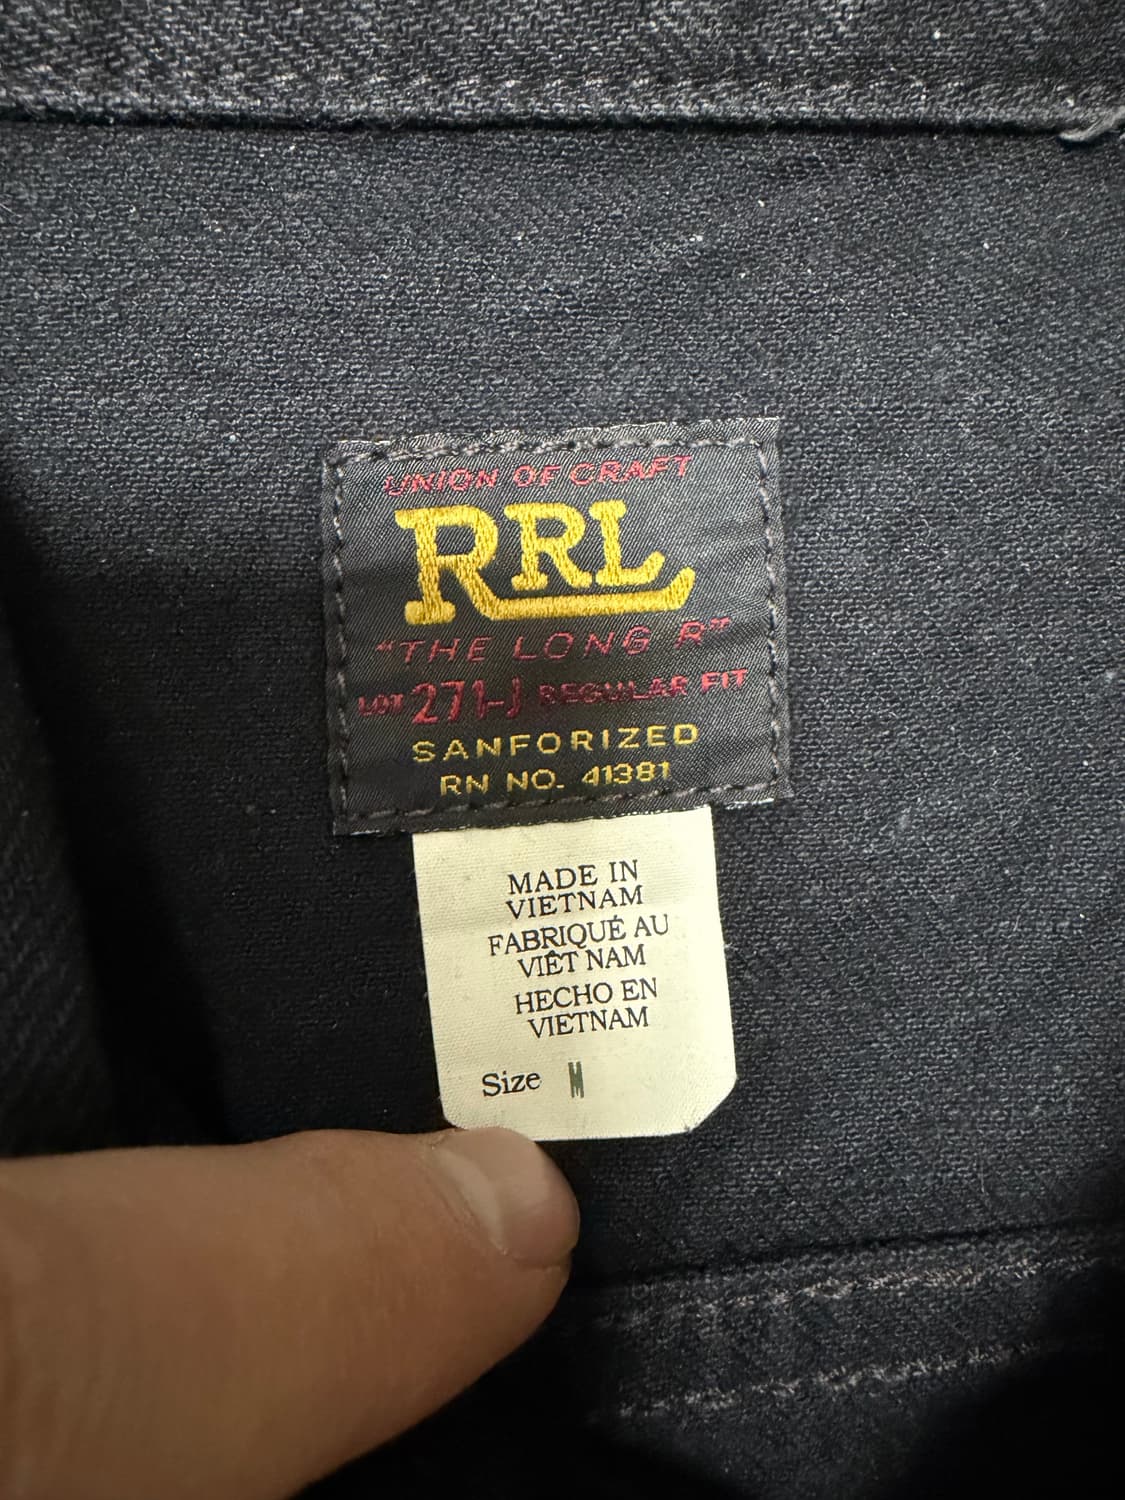 UNION OF CRAFT
RRL
"THE LONG R"
LOT 271-J REGULAR FIT
SANFORIZED
RN NO. 41381
MADE IN
VIETNAM
FABRIQUÉ AU
VIÊT NAM
HECHO EN
VIETNAM
Size M